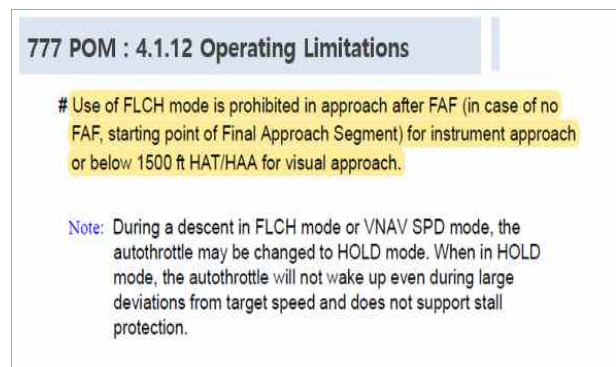 777 POM : 4.1.12 Operating Limitations
# Use of FLCH mode is prohibited in approach after FAF (in case of no
FAF, starting point of Final Approach Segment) for instrument approach
or below 1500 ft HAT/HAA for visual approach.
Note: During a descent in FLCH mode or VNAV SPD mode, the
autothrottle may be changed to HOLD mode. When in HOLD
mode, the autothrottle will not wake up even during large
deviations from target speed and does not support stall
protection.